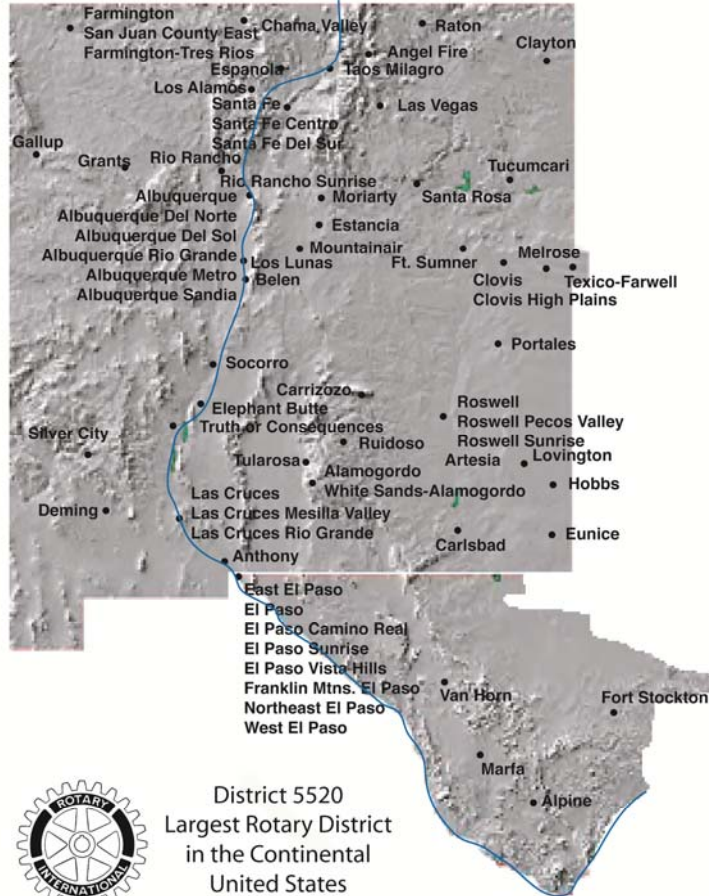 Farmington
San Juan County East
Farmington-Tres Rios
Chama Valley
Raton
Angel Fire
Clayton
Espanola
Taos Milagro
Los Alamos
Santa Fe
Santa Fe Centro
Santa Fe Del Sur
Las Vegas
Gallup
Grants
Rio Rancho
Rio Rancho Sunrise
Tucumcari
Santa Rosa
Albuquerque
Albuquerque Del Norte
Albuquerque Del Sol
Albuquerque Rio Grande
Albuquerque Metro
Albuquerque Sandia
Moriarty
Estancia
Mountainair
Los Lunas
Belen
Ft. Sumner
Melrose
Clovis
Clovis High Plains
Texico-Farwell
Portales
Socorro
Carrizozo
Elephant Butte
Truth or Consequences
Roswell
Roswell Pecos Valley
Roswell Sunrise
Silver City
Ruidoso
Tularosa
Artesia
Lovington
Alamogordo
White Sands-Alamogordo
Hobbs
Deming
Las Cruces
Las Cruces Mesilla Valley
Las Cruces Rio Grande
Carlsbad
Eunice
Anthony
East El Paso
El Paso
El Paso Camino Real
El Paso Sunrise
El Paso Vista Hills
Franklin Mtns. El Paso
Northeast El Paso
West El Paso
Van Horn
Fort Stockton
Marfa
Alpine
ROTARY
INTERNATIONAL
District 5520
Largest Rotary District
in the Continental
United States